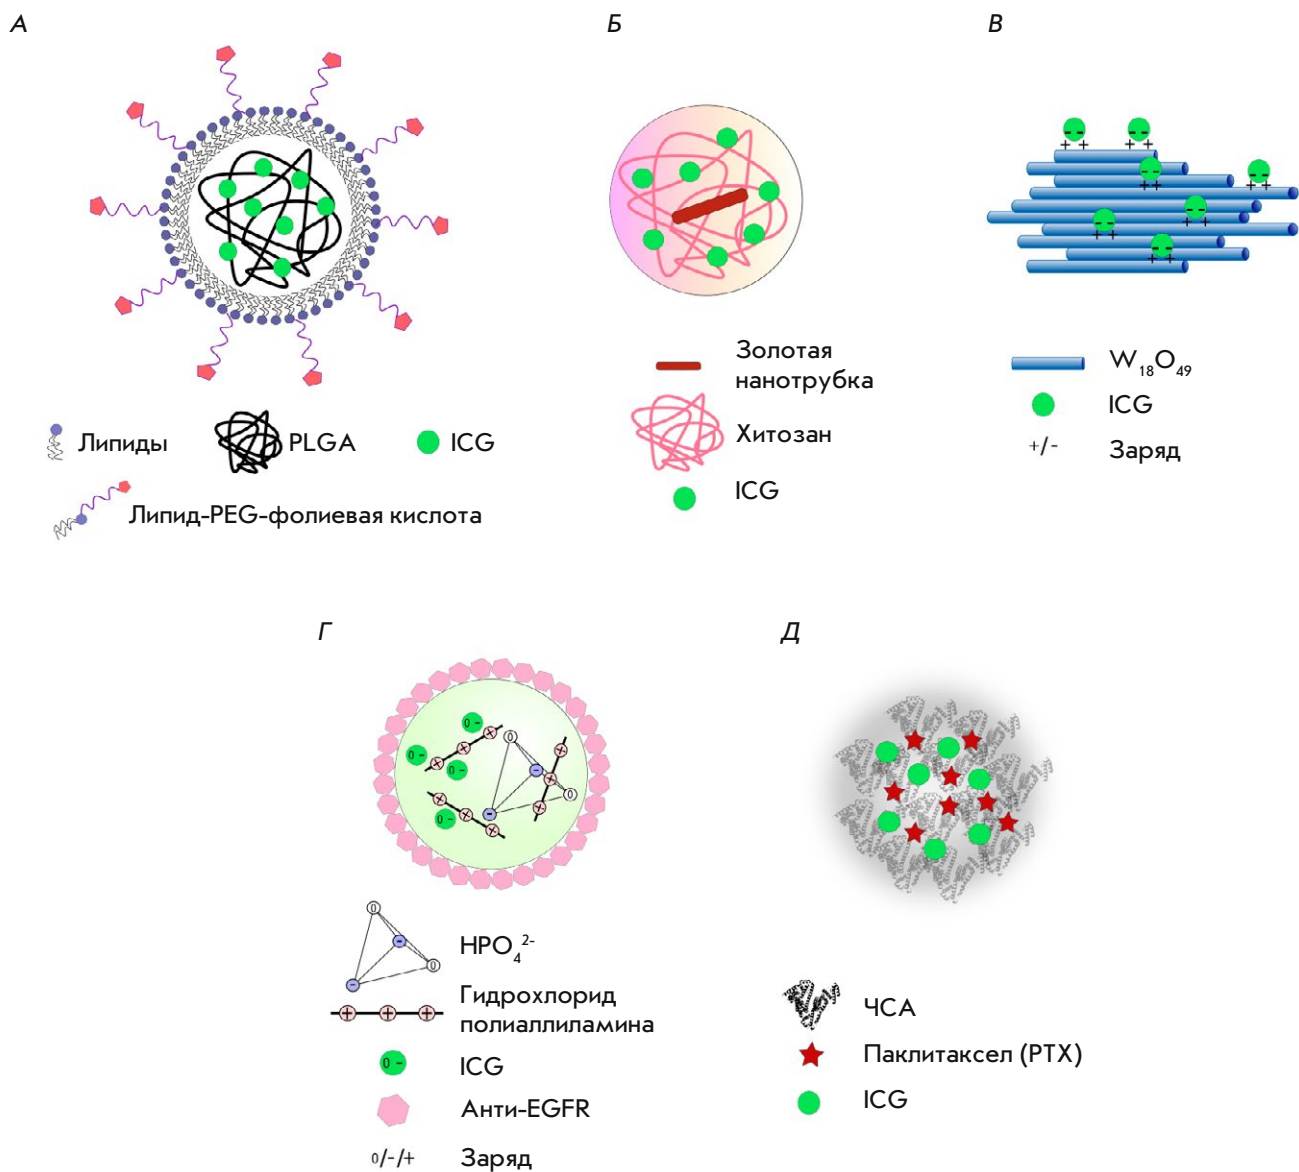 А
Б
В
Золотая
нанотрубка
Хитозан
ICG
W18O49
ICG
+/- Заряд
Липиды
PLGA
ICG
Липид-PEG-фолиевая кислота
Г
Д
HPO4 2-
Гидрохлорид
полиаллиламина
ICG
Анти-EGFR
0/-/+ Заряд
ЧСА
Паклитаксел (PTX)
ICG